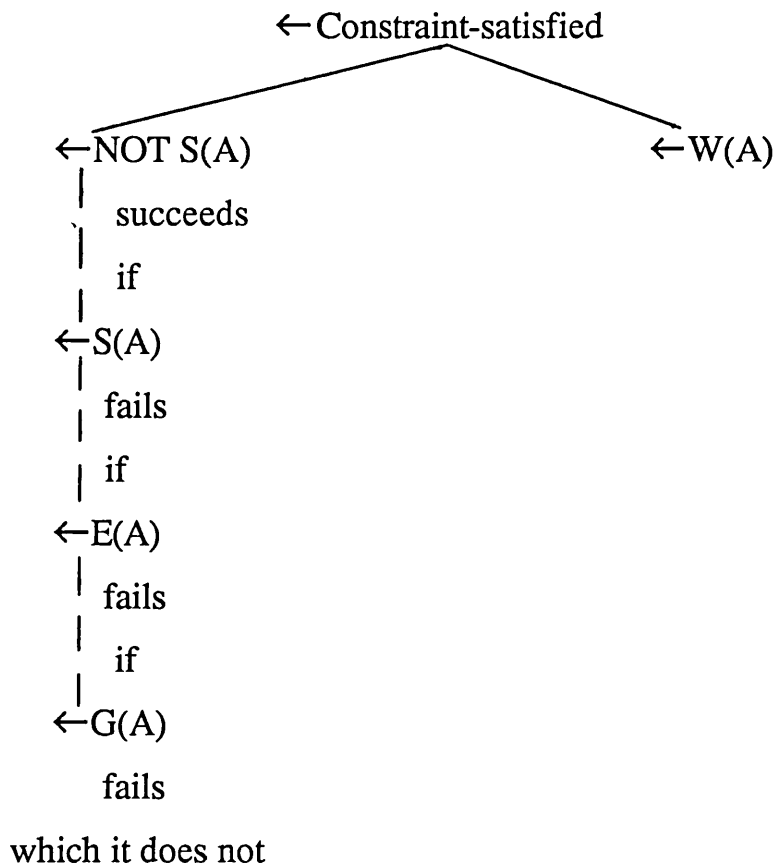 ←Constraint-satisfied
←NOT S(A) ←W(A)
succeeds
if
←S(A)
fails
if
←E(A)
fails
if
←G(A)
fails
which it does not